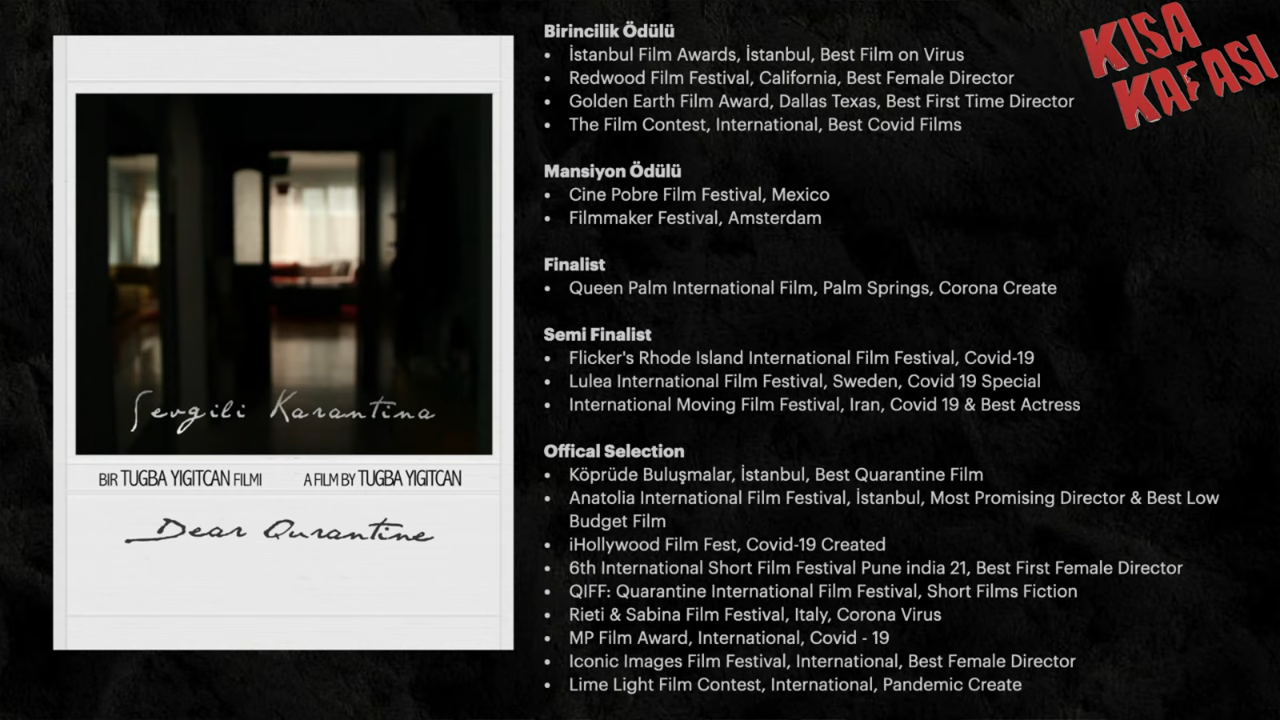 Sevgili Karantina
BIR TUGBA YIGITCAN FILMI
A FILM BY TUGBA YIGITCAN
Dear Qurantine
Birincilik Ödülü
• İstanbul Film Awards, İstanbul, Best Film on Virus
• Redwood Film Festival, California, Best Female Director
• Golden Earth Film Award, Dallas Texas, Best First Time Director
• The Film Contest, International, Best Covid Films
Mansiyon Ödülü
• Cine Pobre Film Festival, Mexico
• Filmmaker Festival, Amsterdam
Finalist
• Queen Palm International Film, Palm Springs, Corona Create
Semi Finalist
• Flicker's Rhode Island International Film Festival, Covid-19
• Lulea International Film Festival, Sweden, Covid 19 Special
• International Moving Film Festival, Iran, Covid 19 & Best Actress
Offical Selection
• Köprüde Buluşmalar, İstanbul, Best Quarantine Film
• Anatolia International Film Festival, İstanbul, Most Promising Director & Best Low
Budget Film
• iHollywood Film Fest, Covid-19 Created
• 6th International Short Film Festival Pune india 21, Best First Female Director
• QIFF: Quarantine International Film Festival, Short Films Fiction
• Rieti & Sabina Film Festival, Italy, Corona Virus
• MP Film Award, International, Covid - 19
• Iconic Images Film Festival, International, Best Female Director
• Lime Light Film Contest, International, Pandemic Create
KISA
KAFASI